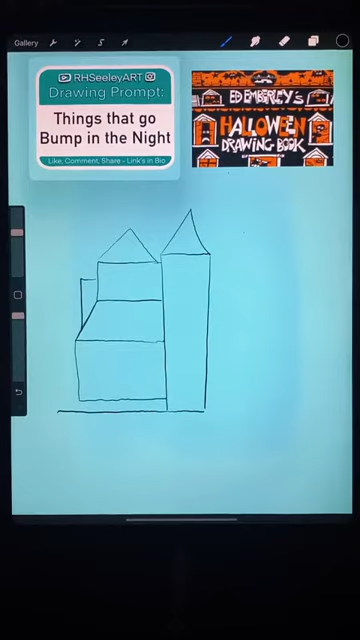 Gallery
RHSeeleyART
Drawing Prompt:
Things that go
Bump in the Night
Like, Comment, Share - Link's in Bio
ED EMBERLEY'S
HALLOWEEN
DRAWING BOOK